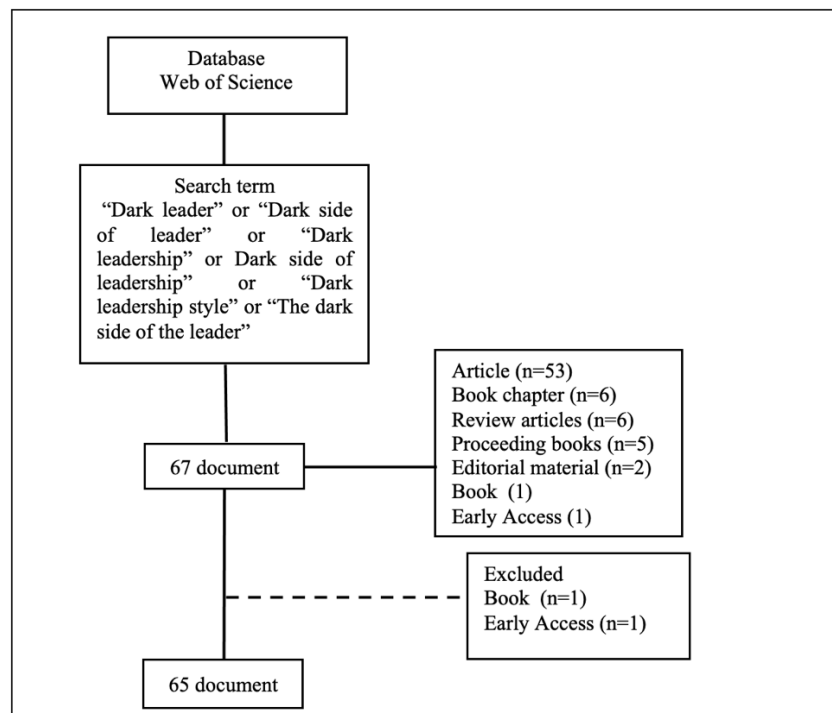 Database
Web of Science
Search term
“Dark leader” or “Dark side
of leader” or “Dark
leadership” or Dark side of
leadership” or “Dark
leadership style” or “The dark
side of the leader”
Article (n=53)
Book chapter (n=6)
Review articles (n=6)
Proceeding books (n=5)
Editorial material (n=2)
Book (1)
Early Access (1)
67 document
Excluded
Book (n=1)
Early Access (n=1)
65 document